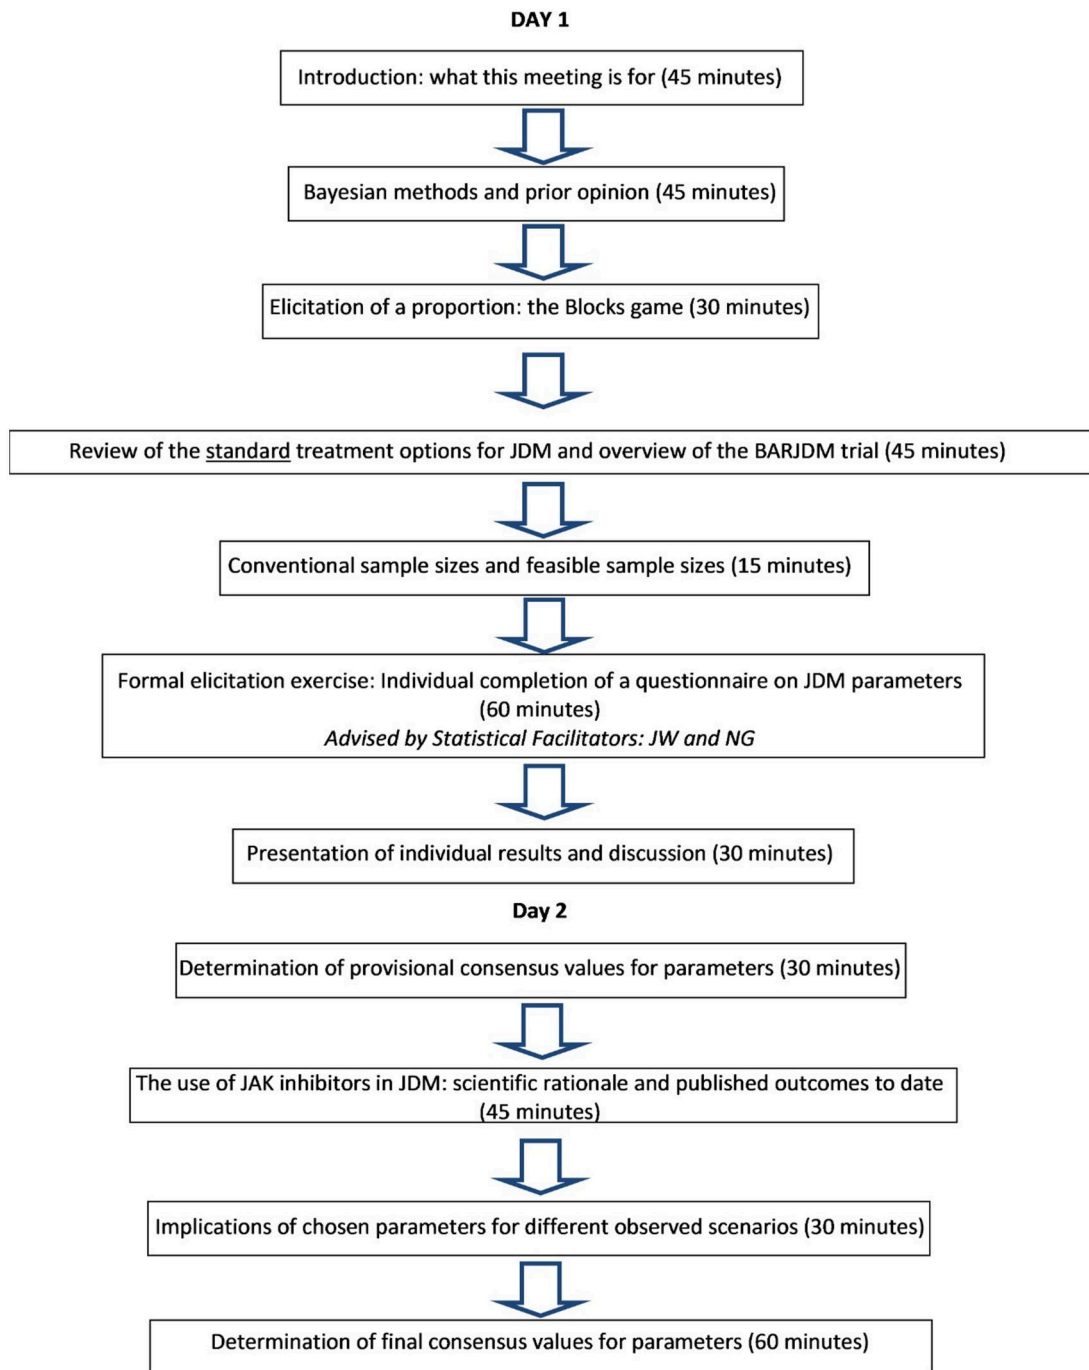 DAY 1
Introduction: what this meeting is for (45 minutes)
Bayesian methods and prior opinion (45 minutes)
Elicitation of a proportion: the Blocks game (30 minutes)
Review of the standard treatment options for JDM and overview of the BARJDM trial (45 minutes)
Conventional sample sizes and feasible sample sizes (15 minutes)
Formal elicitation exercise: Individual completion of a questionnaire on JDM parameters
(60 minutes)
Advised by Statistical Facilitators: JW and NG
Presentation of individual results and discussion (30 minutes)
Day 2
Determination of provisional consensus values for parameters (30 minutes)
The use of JAK inhibitors in JDM: scientific rationale and published outcomes to date
(45 minutes)
Implications of chosen parameters for different observed scenarios (30 minutes)
Determination of final consensus values for parameters (60 minutes)